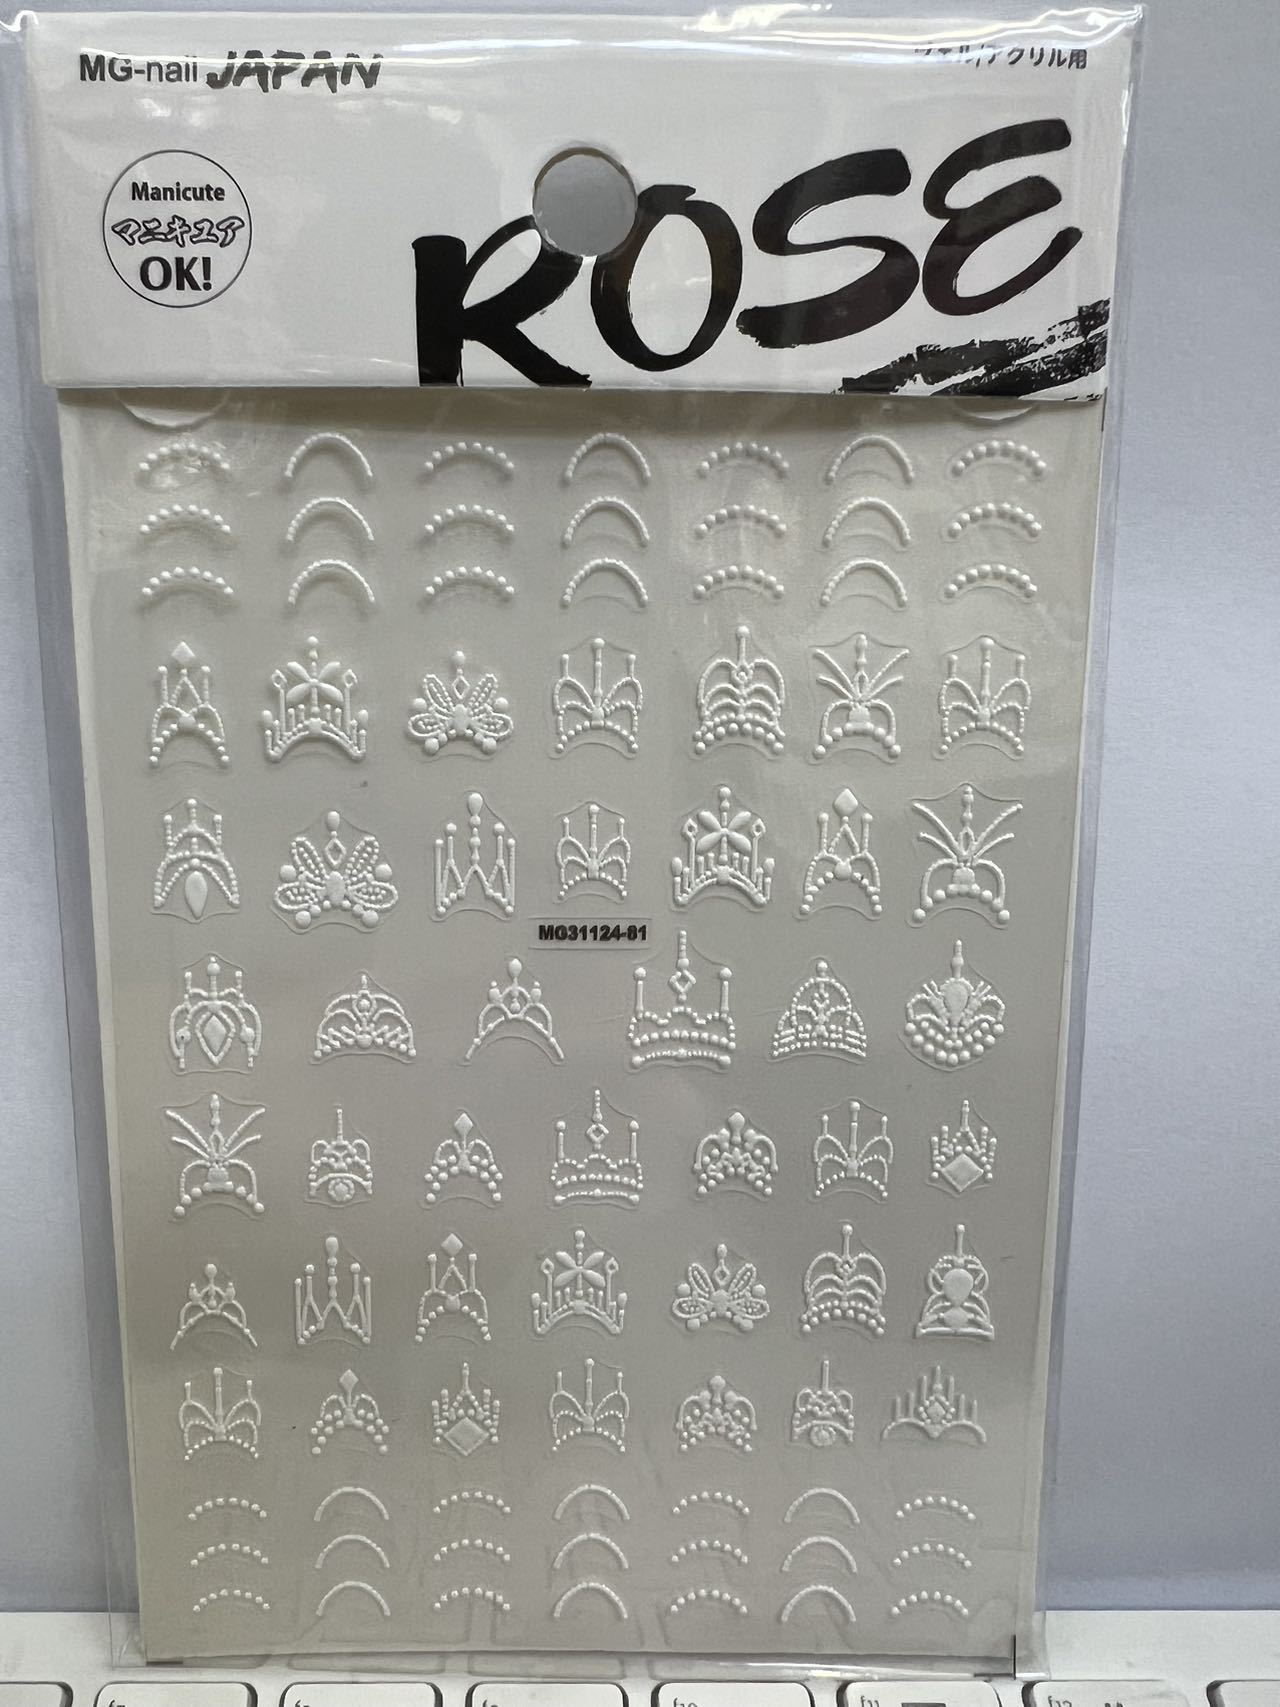 MG-nail JAPAN
ジェル/アクリル用
Manicute
マニキュア
OK!
ROSE
MG31124-81
f11